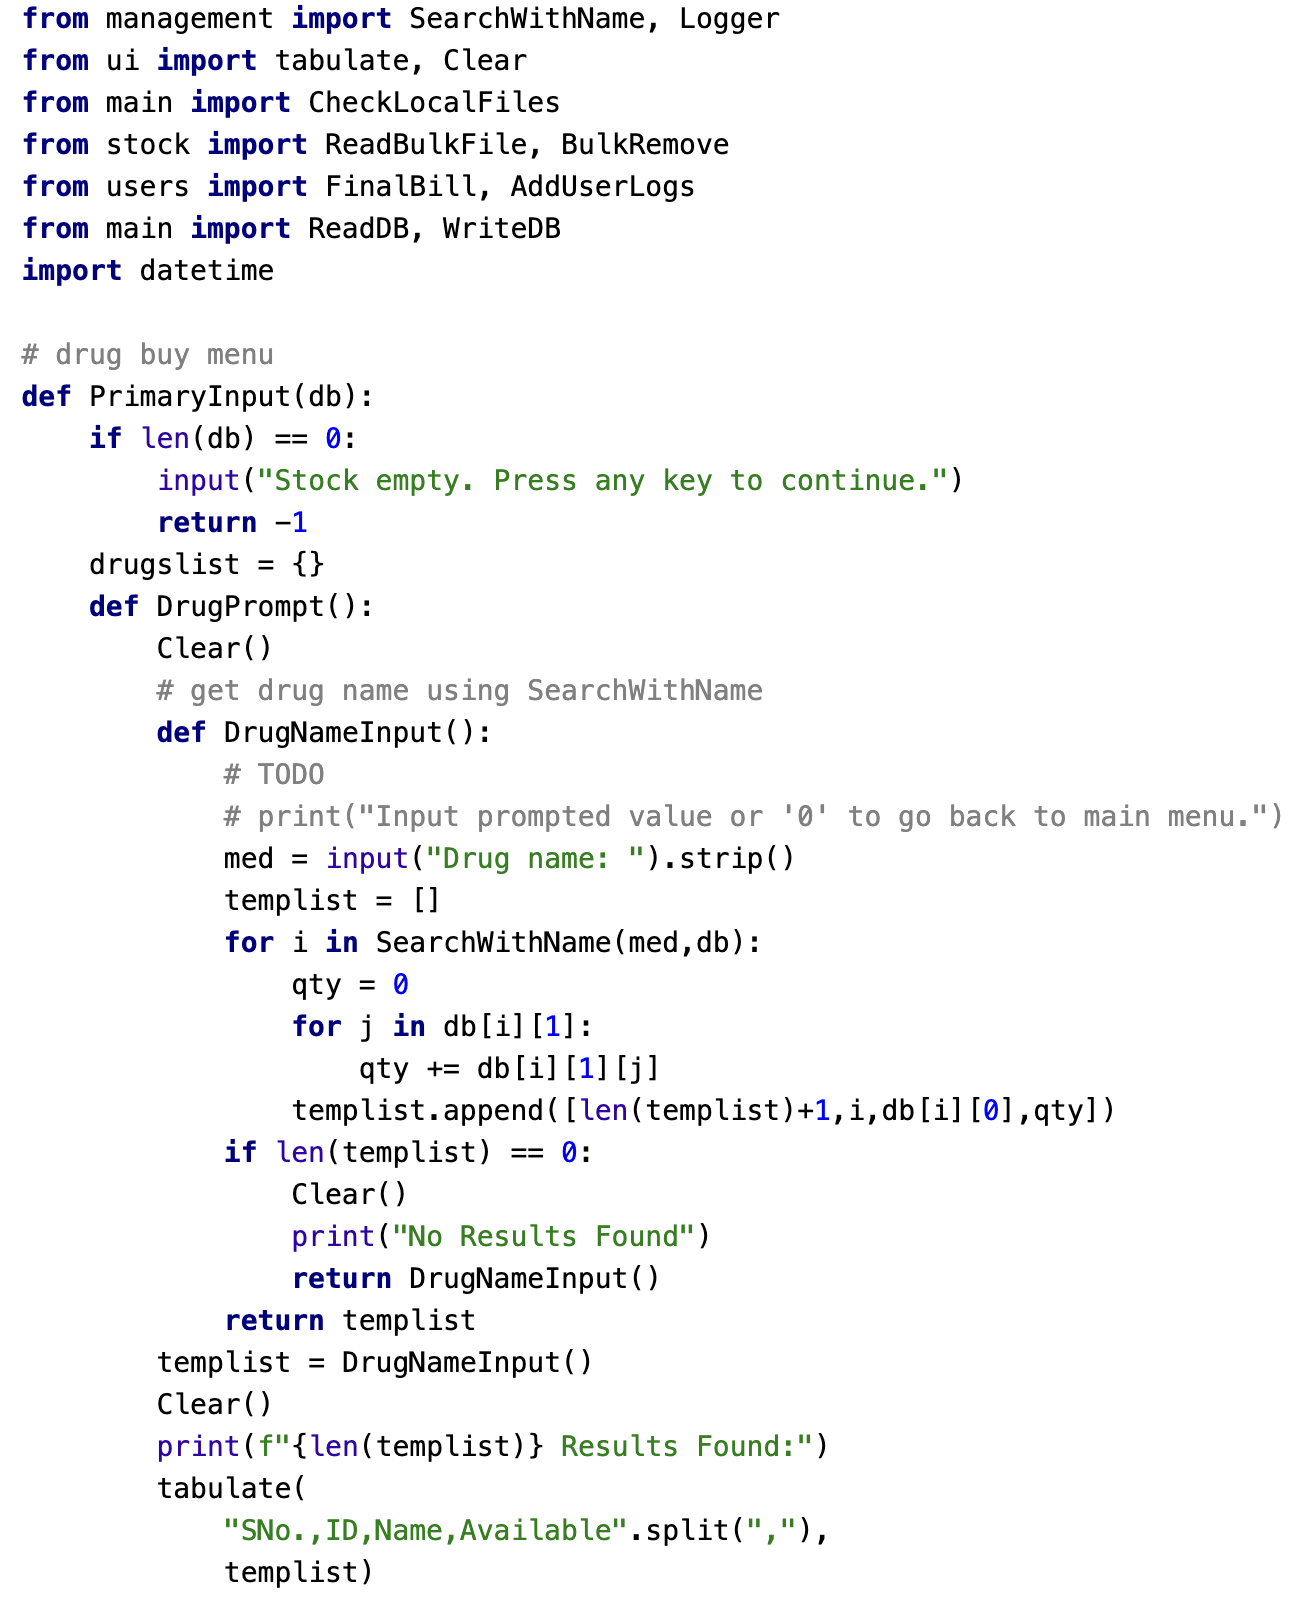 from management import SearchWithName, Logger
from ui import tabulate, Clear
from main import CheckLocalFiles
from stock import ReadBulkFile, BulkRemove
from users import FinalBill, AddUserLogs
from main import ReadDB, WriteDB
import datetime

# drug buy menu
def PrimaryInput(db):
    if len(db) == 0:
        input("Stock empty. Press any key to continue.")
        return -1
    drugslist = {}
    def DrugPrompt():
        Clear()
        # get drug name using SearchWithName
        def DrugNameInput():
            # TODO
            # print("Input prompted value or '0' to go back to main menu.")
            med = input("Drug name: ").strip()
            templist = []
            for i in SearchWithName(med,db):
                qty = 0
                for j in db[i][1]:
                    qty += db[i][1][j]
                templist.append([len(templist)+1,i,db[i][0],qty])
            if len(templist) == 0:
                Clear()
                print("No Results Found")
                return DrugNameInput()
            return templist
        templist = DrugNameInput()
        Clear()
        print(f"{len(templist)} Results Found:")
        tabulate(
            "SNo.,ID,Name,Available".split(","),
            templist)